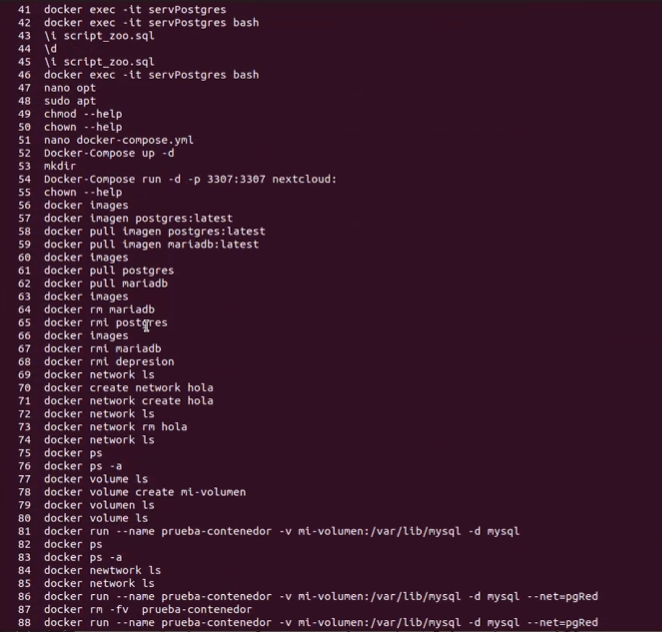 41 docker exec -it servPostgres
42 docker exec -it servPostgres bash
43 \i script_zoo.sql
44 \d
45 \i script_zoo.sql
46 docker exec -it servPostgres bash
47 nano opt
48 sudo apt
49 chmod --help
50 chown --help
51 nano docker-compose.yml
52 Docker-Compose up -d
53 mkdir
54 Docker-Compose run -d -p 3307:3307 nextcloud:
55 chown --help
56 docker images
57 docker imagen postgres:latest
58 docker pull imagen postgres:latest
59 docker pull imagen mariadb:latest
60 docker images
61 docker pull postgres
62 docker pull mariadb
63 docker images
64 docker rm mariadb
65 docker rmi postgres
66 docker images
67 docker rmi mariadb
68 docker rmi depresion
69 docker network ls
70 docker create network hola
71 docker network create hola
72 docker network ls
73 docker network rm hola
74 docker network ls
75 docker ps
76 docker ps -a
77 docker volume ls
78 docker volume create mi-volumen
79 docker volumen ls
80 docker volume ls
81 docker run --name prueba-contenedor -v mi-volumen:/var/lib/mysql -d mysql
82 docker ps
83 docker ps -a
84 docker newtwork ls
85 docker network ls
86 docker run --name prueba-contenedor -v mi-volumen:/var/lib/mysql -d mysql --net=pgRed
87 docker rm -fv prueba-contenedor
88 docker run --name prueba-contenedor -v mi-volumen:/var/lib/mysql -d mysql --net=pgRed